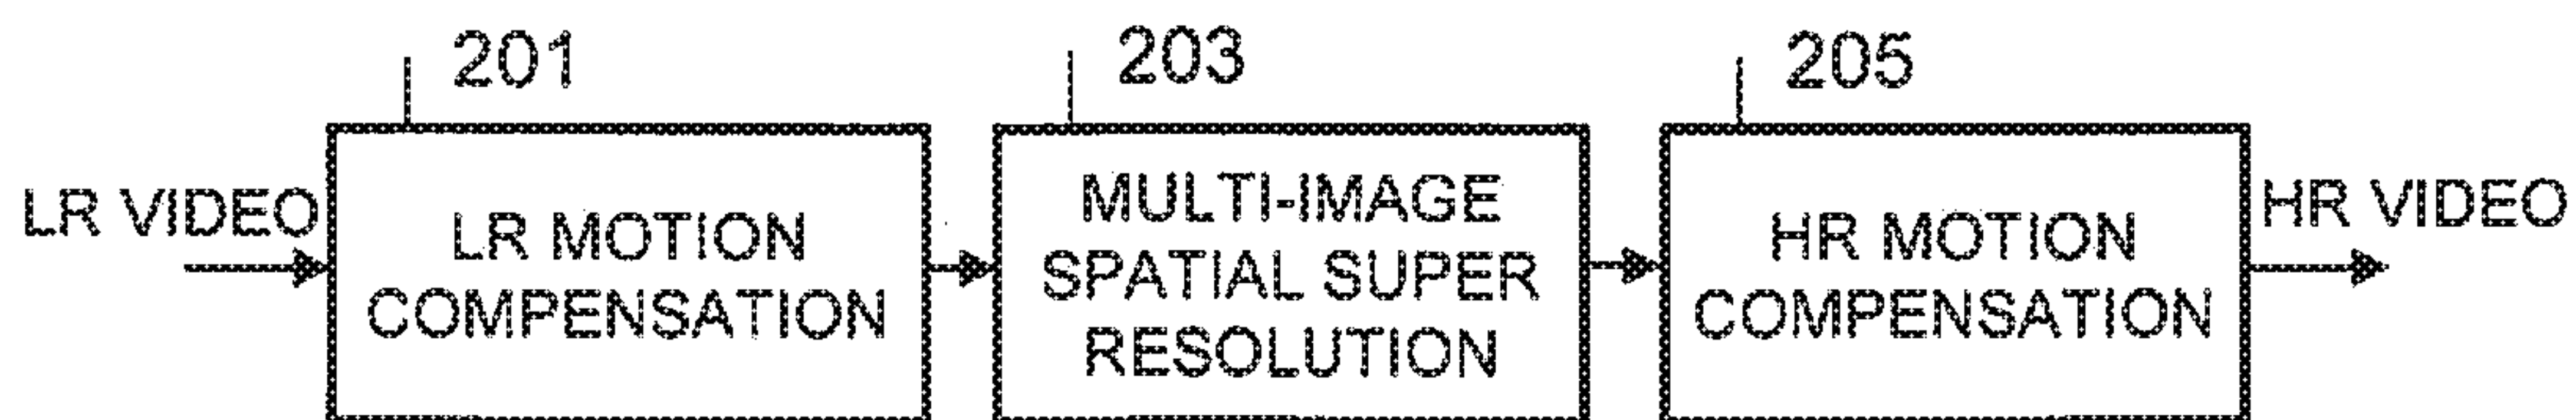 201
203
205
LR VIDEO
LR MOTION
COMPENSATION
MULTI-IMAGE
SPATIAL SUPER
RESOLUTION
HR MOTION
COMPENSATION
HR VIDEO